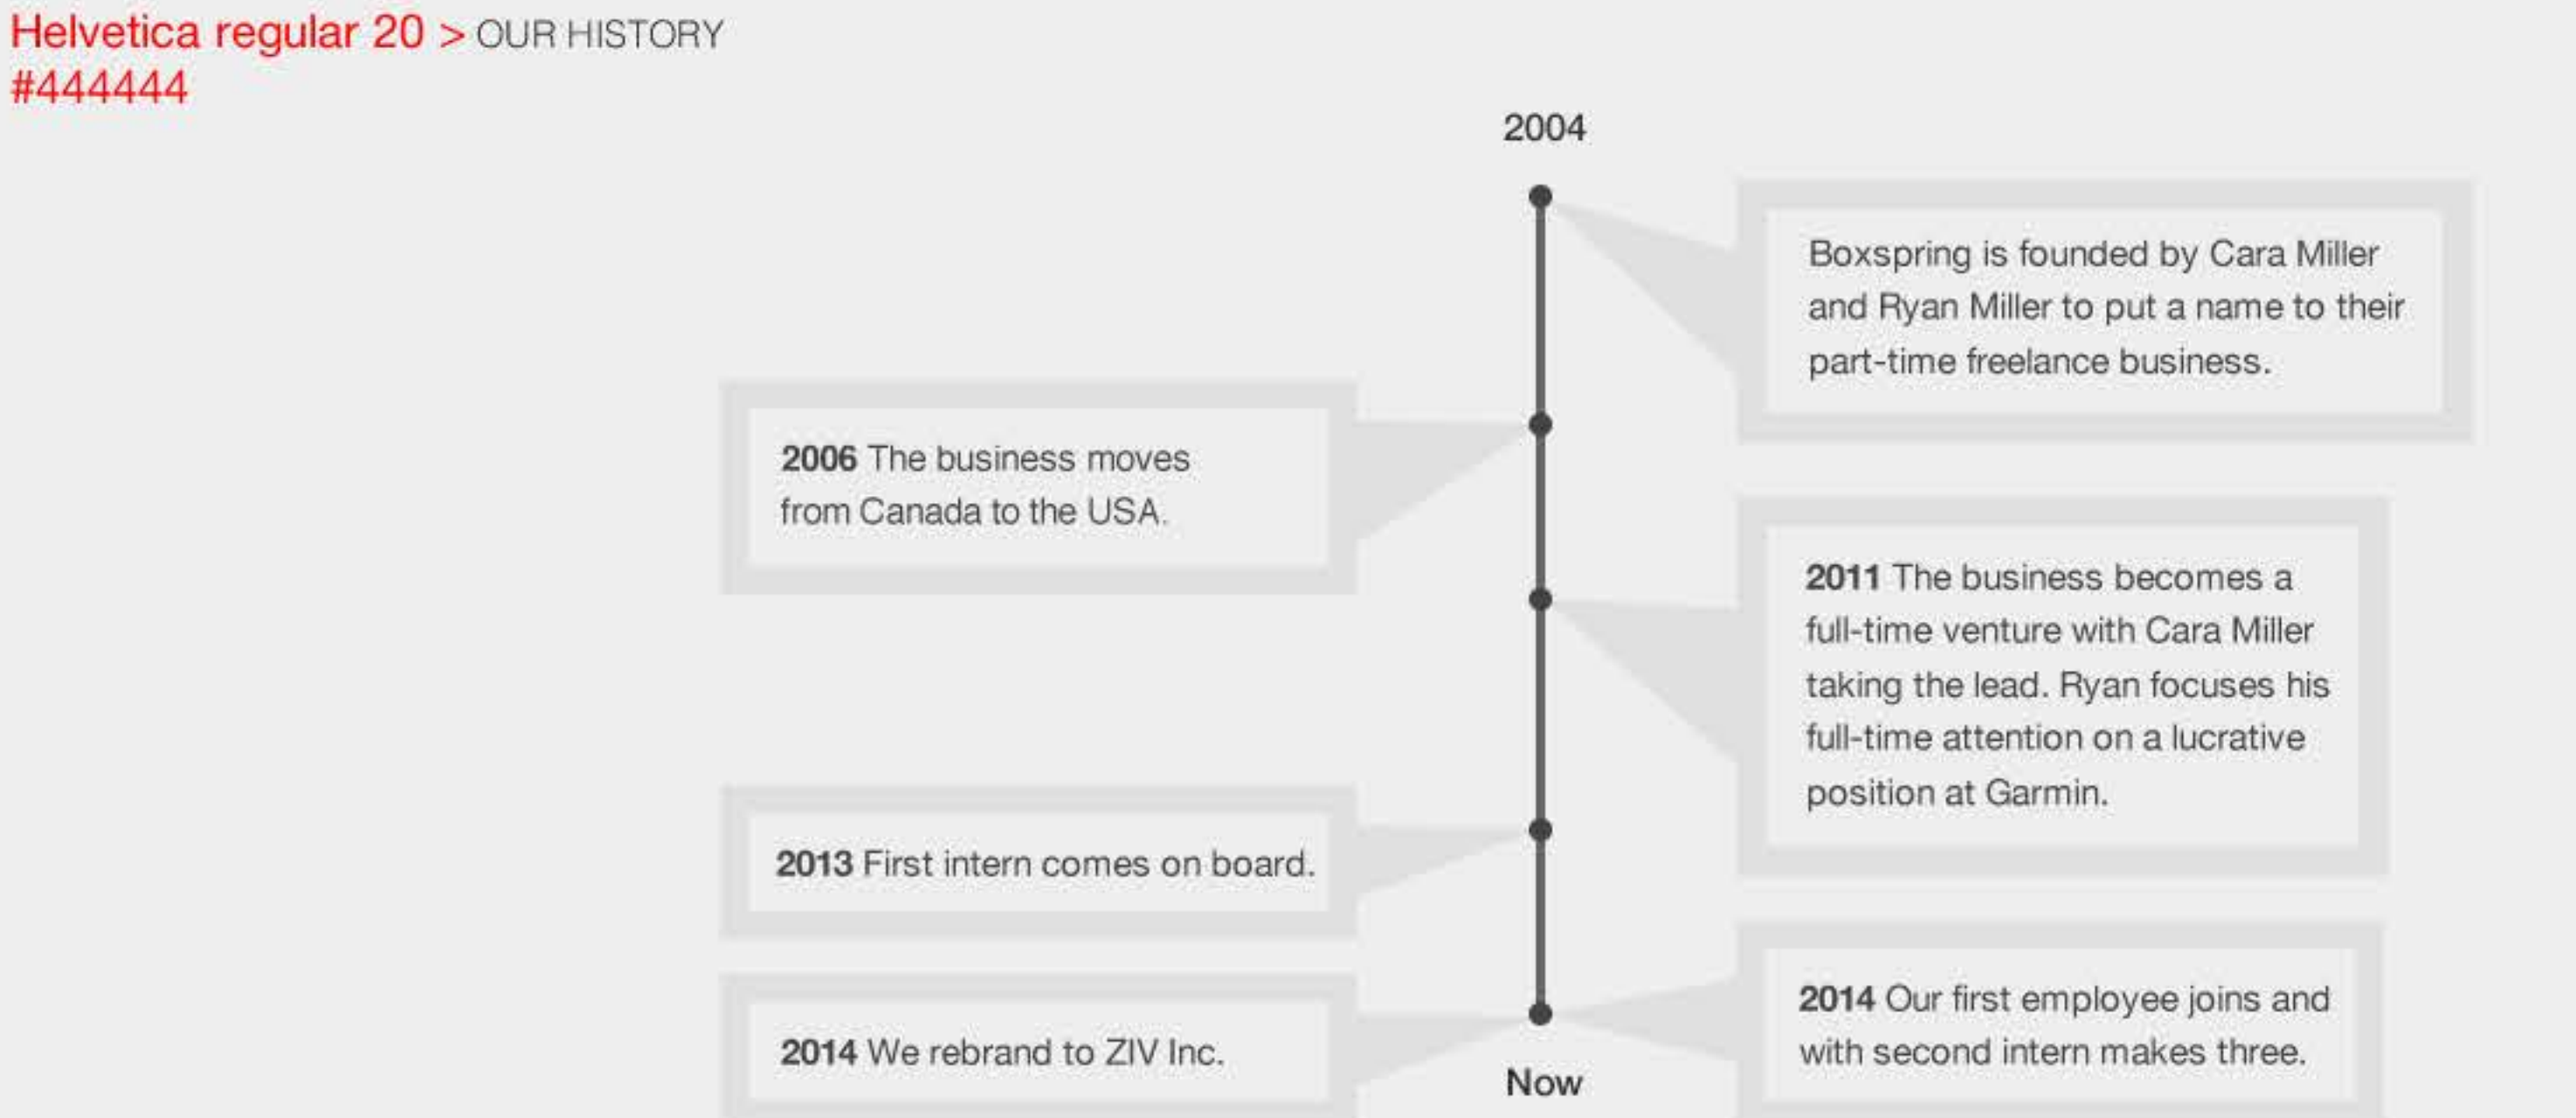 Helvetica regular 20 > OUR HISTORY
#444444
2004
Boxspring is founded by Cara Miller
and Ryan Miller to put a name to their
part-time freelance business.
2006 The business moves
from Canada to the USA.
2011 The business becomes a
full-time venture with Cara Miller
taking the lead. Ryan focuses his
full-time attention on a lucrative
position at Garmin.
2013 First intern comes on board.
2014 Our first employee joins and
with second intern makes three.
2014 We rebrand to ZIV Inc.
Now